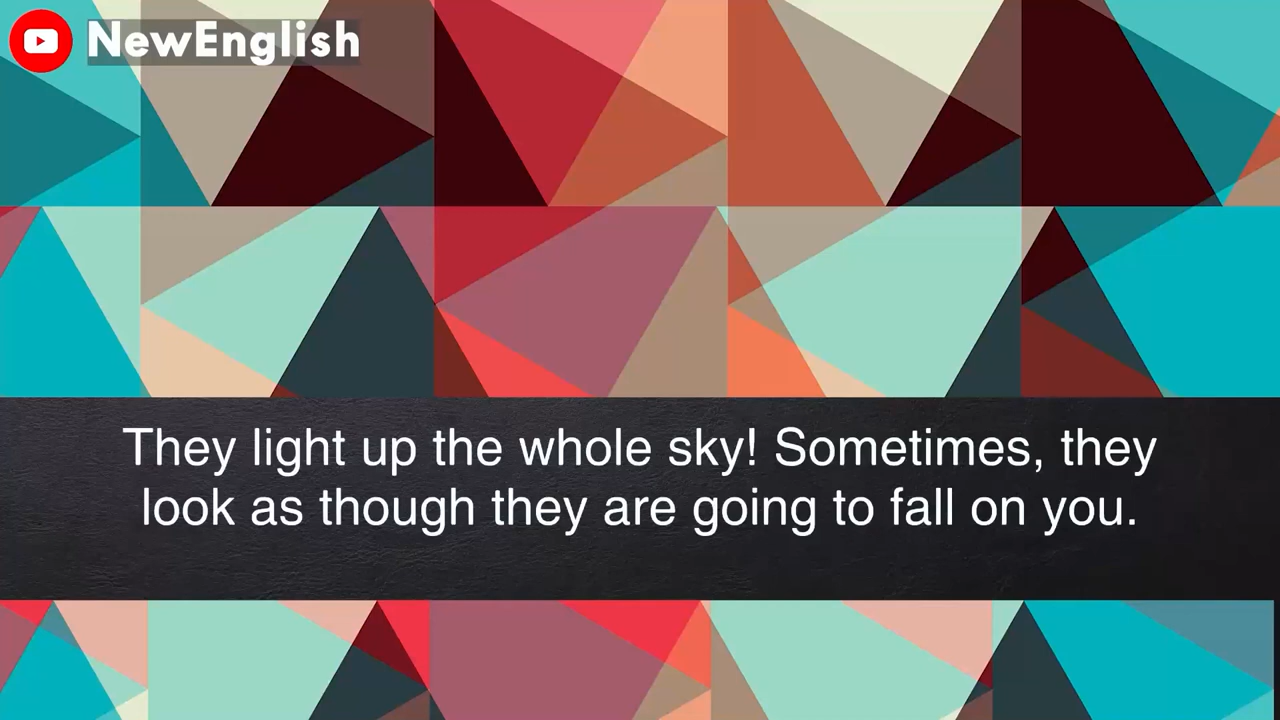 NewEnglish
They light up the whole sky! Sometimes, they
look as though they are going to fall on you.